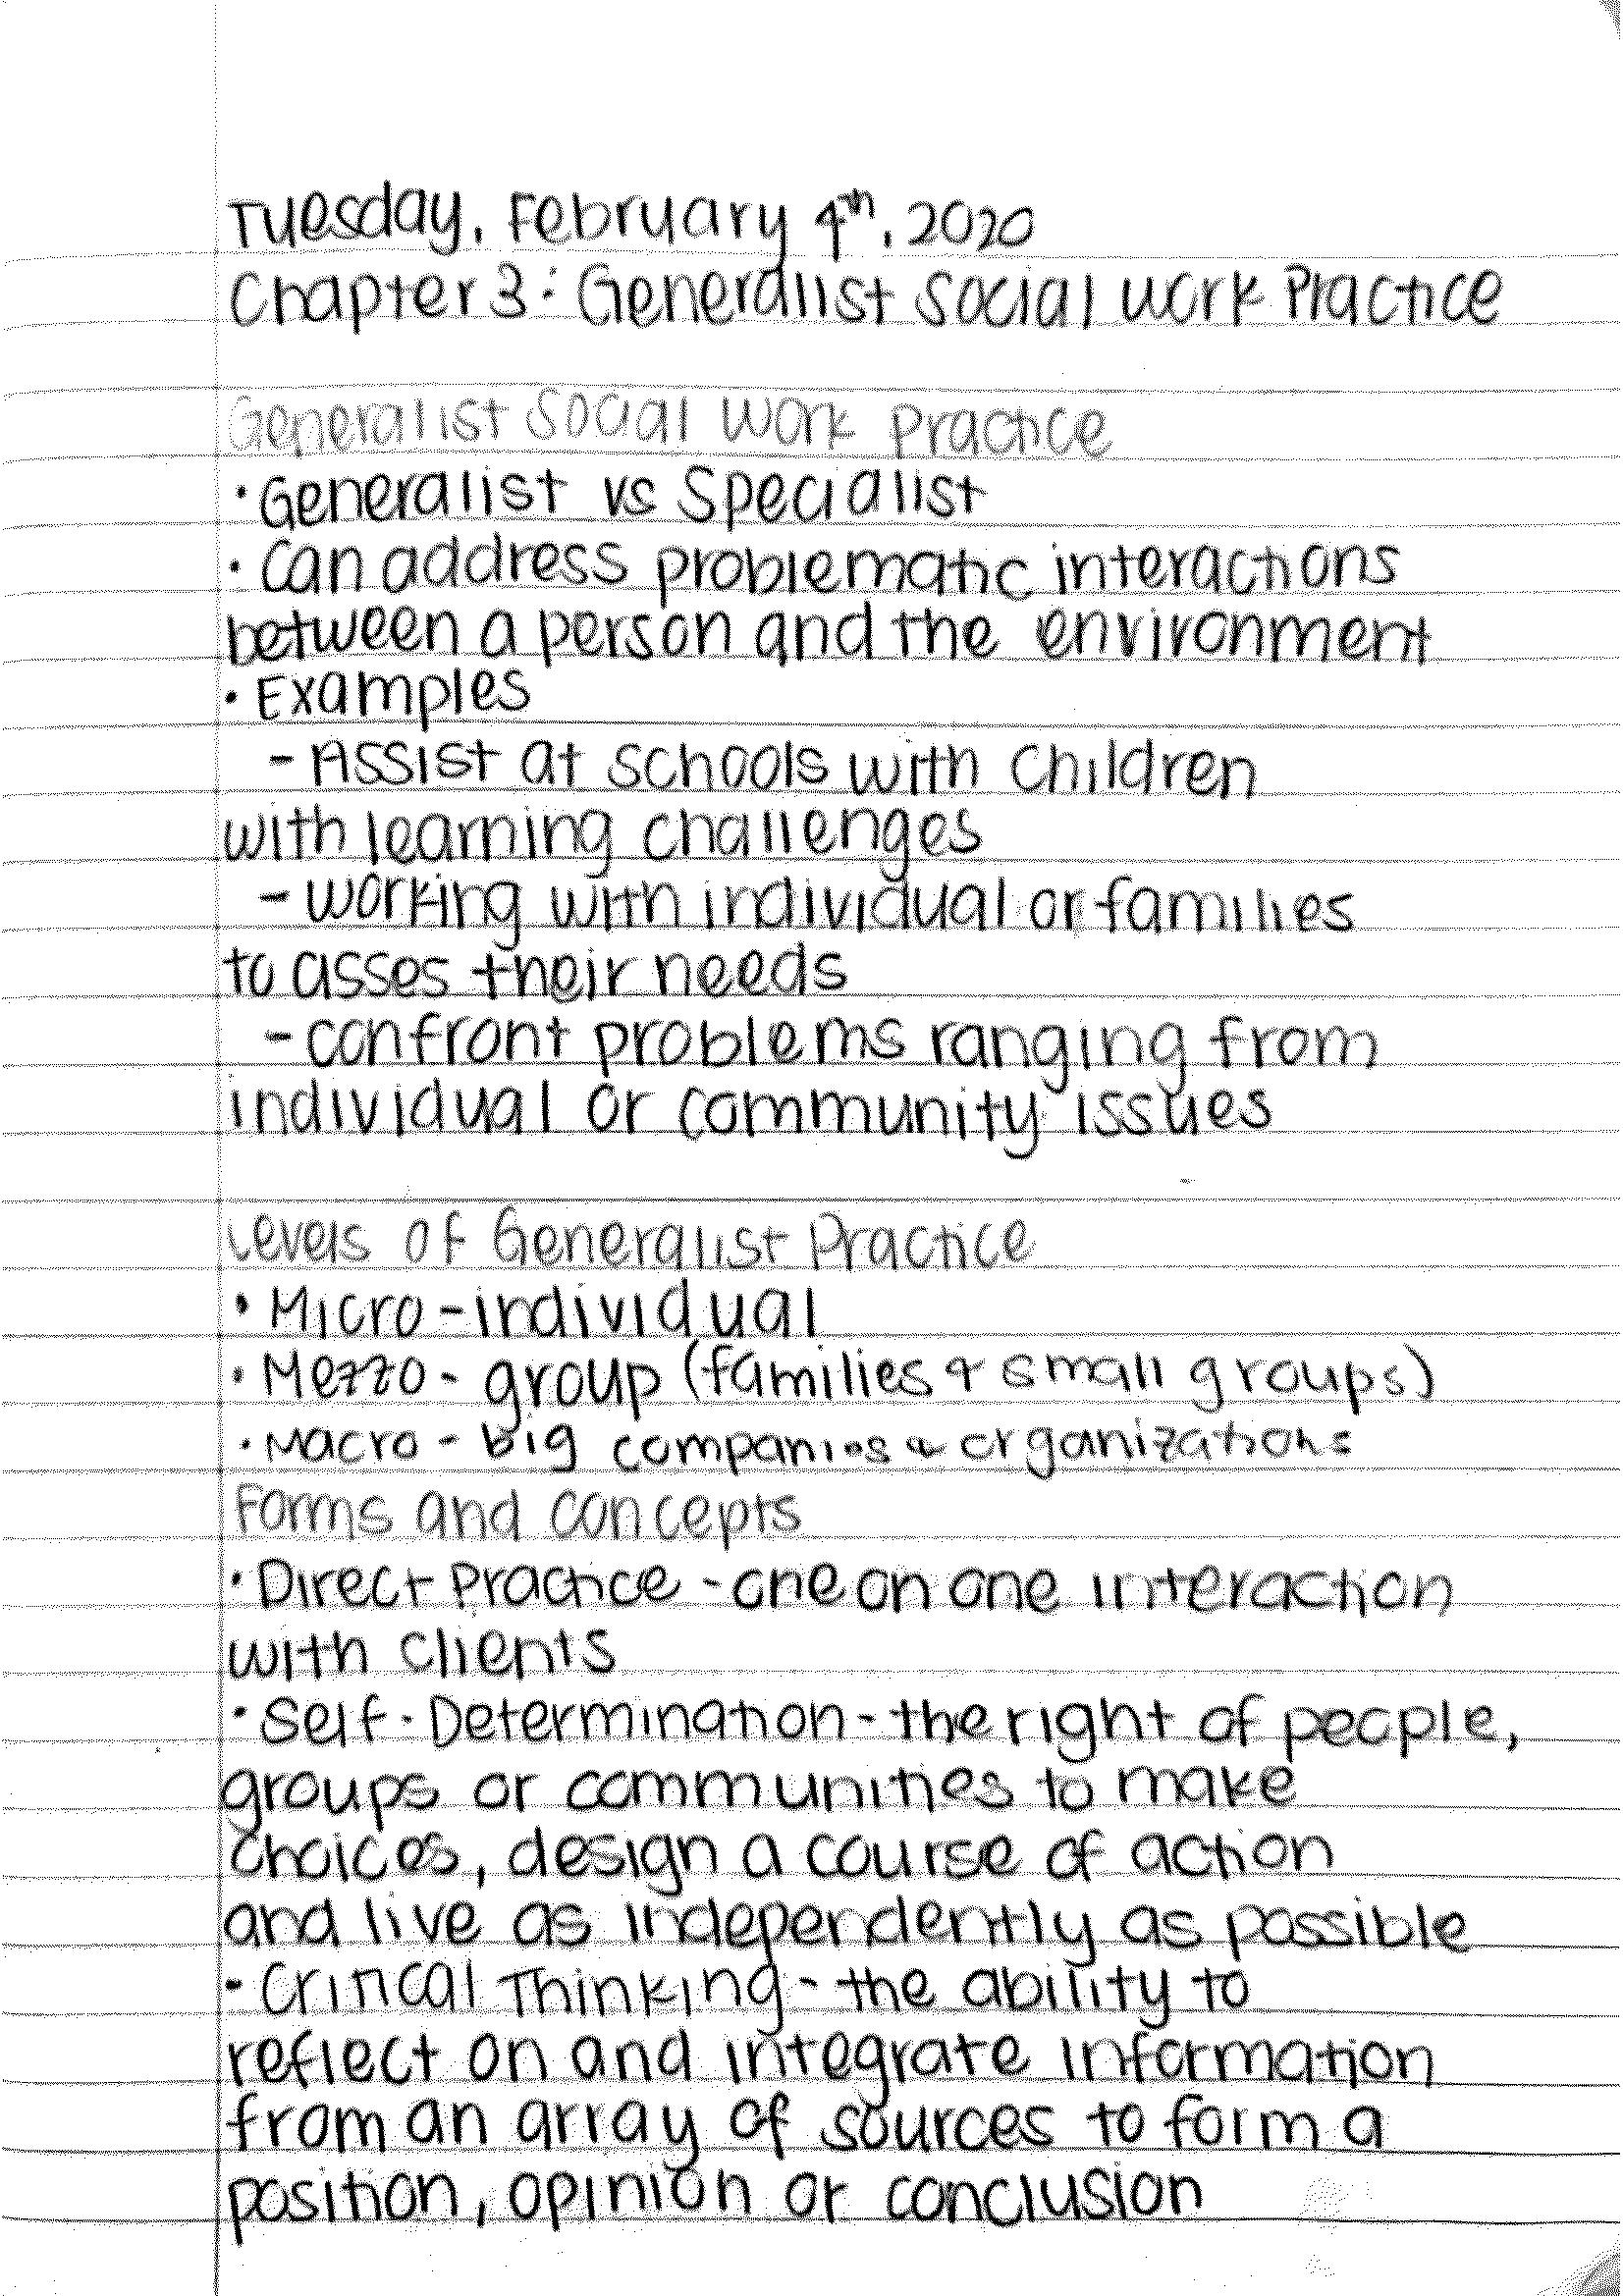 Tuesday, February 4th, 2020
Chapter 3: Generalist Social Work Practice
Generalist Social Work Practice
• Generalist vs Specialist
• Can address problematic interactions
between a person and the environment
• Examples
- Assist at schools with children
with learning challenges
- working with individual or families
to asses their needs
- confront problems ranging from
individual or community issues
Levels of Generalist Practice
• Micro - individual
• Mezzo - group (families & small groups)
• Macro - big companies & organizations
Forms and concepts
• Direct Practice - one on one interaction
with clients
• Self-Determination - the right of people,
groups or communities to make
choices, design a course of action
and live as independently as possible
• Critical Thinking - the ability to
reflect on and integrate information
from an array of sources to form a
position, opinion or conclusion